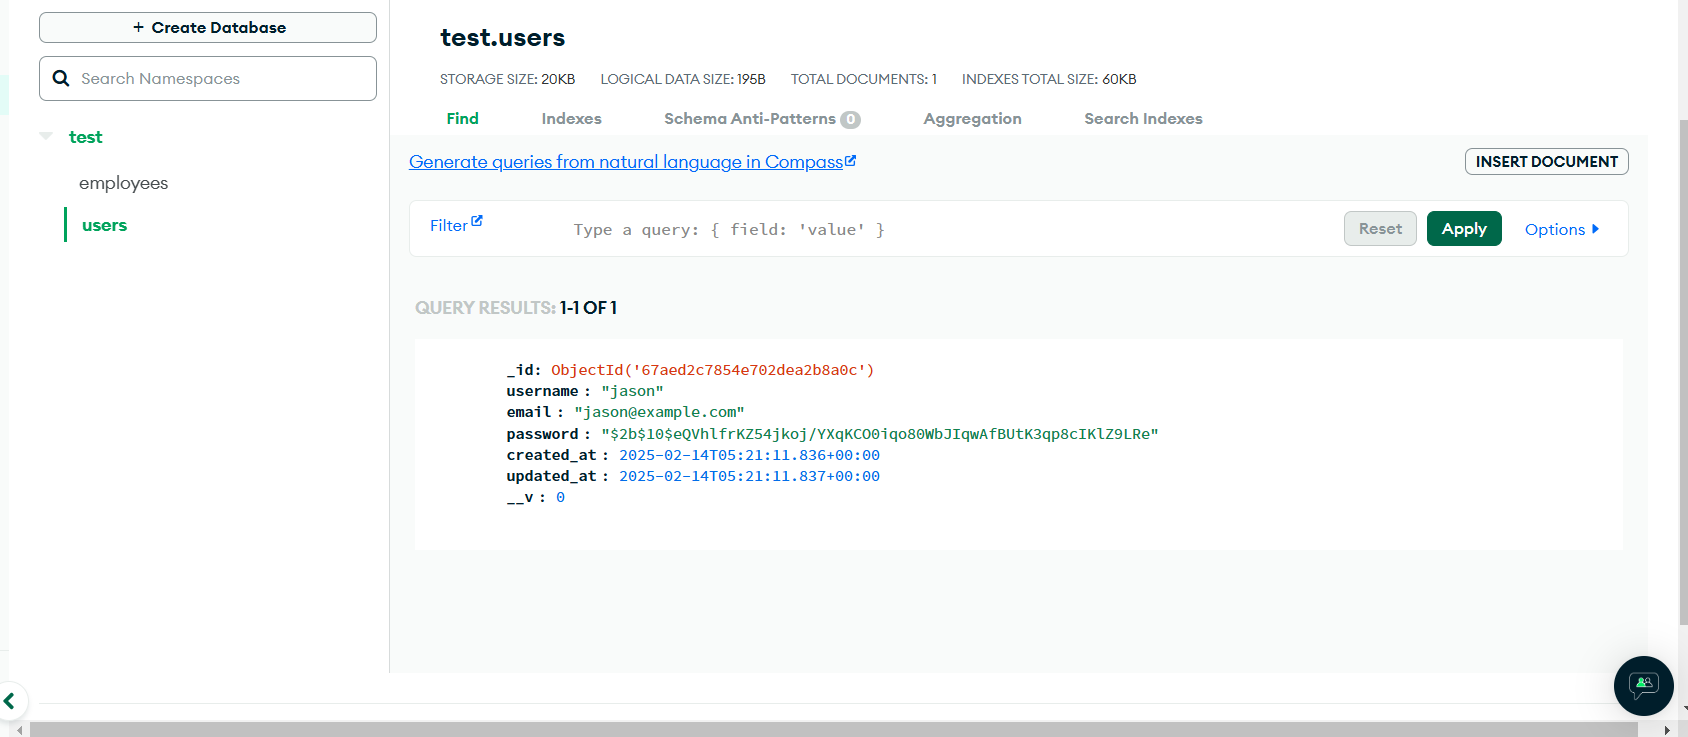 + Create Database
Search Namespaces
test
employees
users
test.users
STORAGE SIZE: 20KB LOGICAL DATA SIZE: 195B TOTAL DOCUMENTS: 1 INDEXES TOTAL SIZE: 60KB
Find Indexes Schema Anti-Patterns 0 Aggregation Search Indexes
Generate queries from natural language in Compass
INSERT DOCUMENT
Filter Type a query: { field: 'value' } Reset Apply Options
QUERY RESULTS: 1-1 OF 1
_id: ObjectId('67aed2c7854e702dea2b8a0c')
username : "jason"
email : "jason@example.com"
password : "$2b$10$eQVhlfrKZ54jkoj/YXqKCO0iqo80WbJIqwAfBUtK3qp8cIKlZ9LRe"
created_at : 2025-02-14T05:21:11.836+00:00
updated_at : 2025-02-14T05:21:11.837+00:00
__v : 0